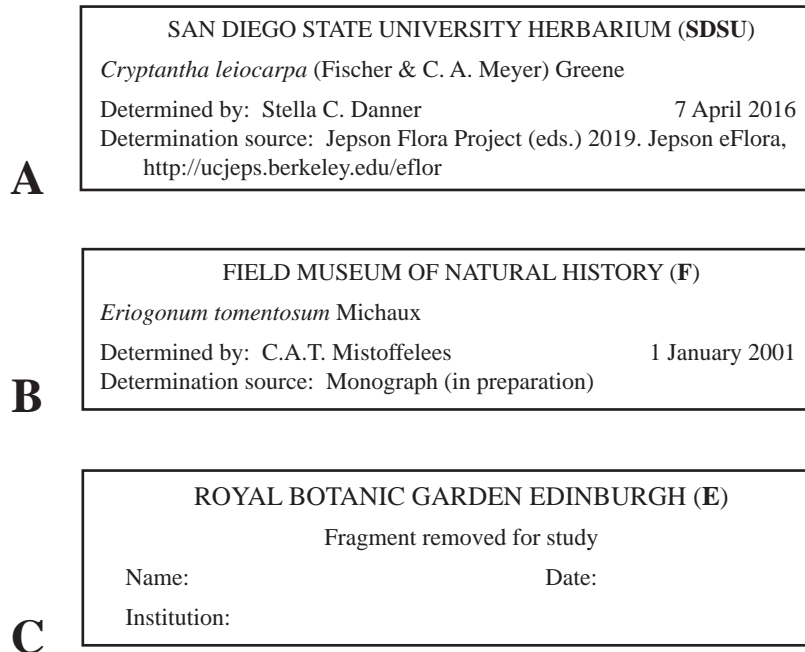 SAN DIEGO STATE UNIVERSITY HERBARIUM (SDSU)
Cryptantha leiocarpa (Fischer & C. A. Meyer) Greene
Determined by: Stella C. Danner 7 April 2016
Determination source: Jepson Flora Project (eds.) 2019. Jepson eFlora,
http://ucjeps.berkeley.edu/eflor
A
FIELD MUSEUM OF NATURAL HISTORY (F)
Eriogonum tomentosum Michaux
Determined by: C.A.T. Mistoffelees 1 January 2001
Determination source: Monograph (in preparation)
B
ROYAL BOTANIC GARDEN EDINBURGH (E)
Fragment removed for study
Name: Date:
Institution:
C